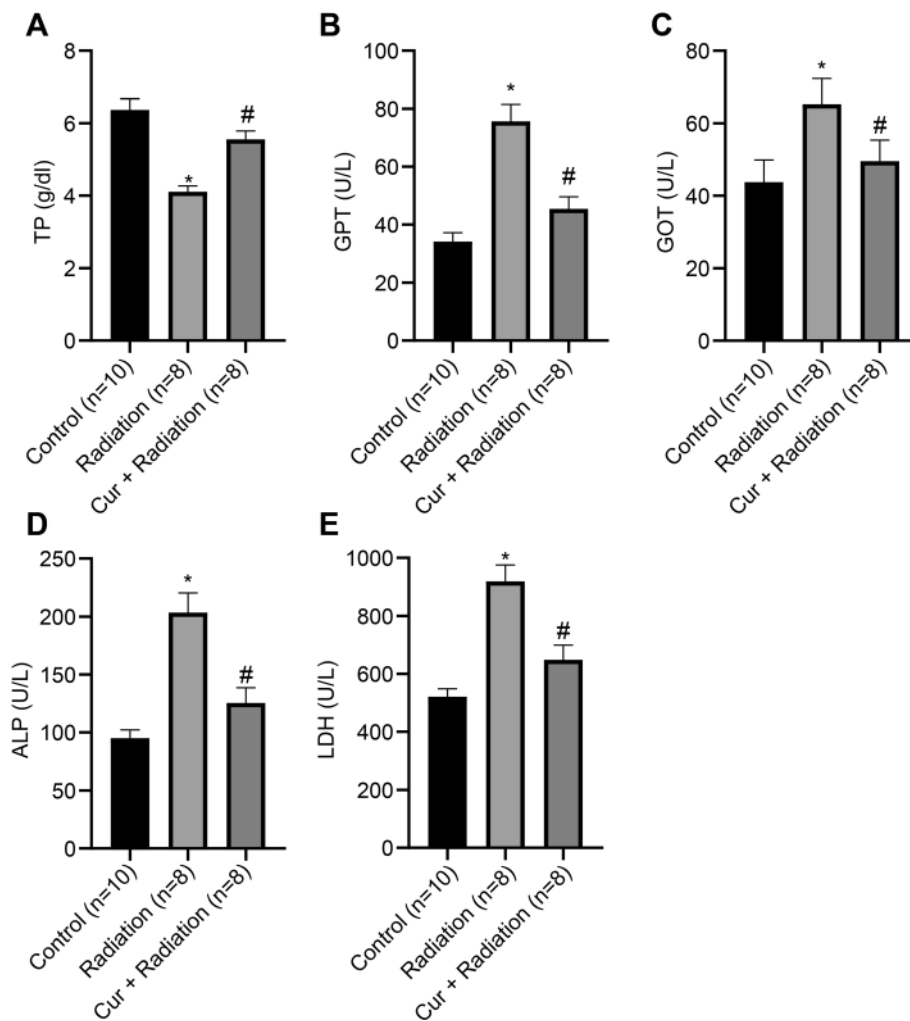 A
TP (g/dl)
8
6
4
2
0
*
#
Control (n=10)
Radiation (n=8)
Cur + Radiation (n=8)
B
GPT (U/L)
100
80
60
40
20
0
*
#
Control (n=10)
Radiation (n=8)
Cur + Radiation (n=8)
C
GOT (U/L)
80
60
40
20
0
*
#
Control (n=10)
Radiation (n=8)
Cur + Radiation (n=8)
D
ALP (U/L)
250
200
150
100
50
0
*
#
Control (n=10)
Radiation (n=8)
Cur + Radiation (n=8)
E
LDH (U/L)
1000
800
600
400
200
0
*
#
Control (n=10)
Radiation (n=8)
Cur + Radiation (n=8)